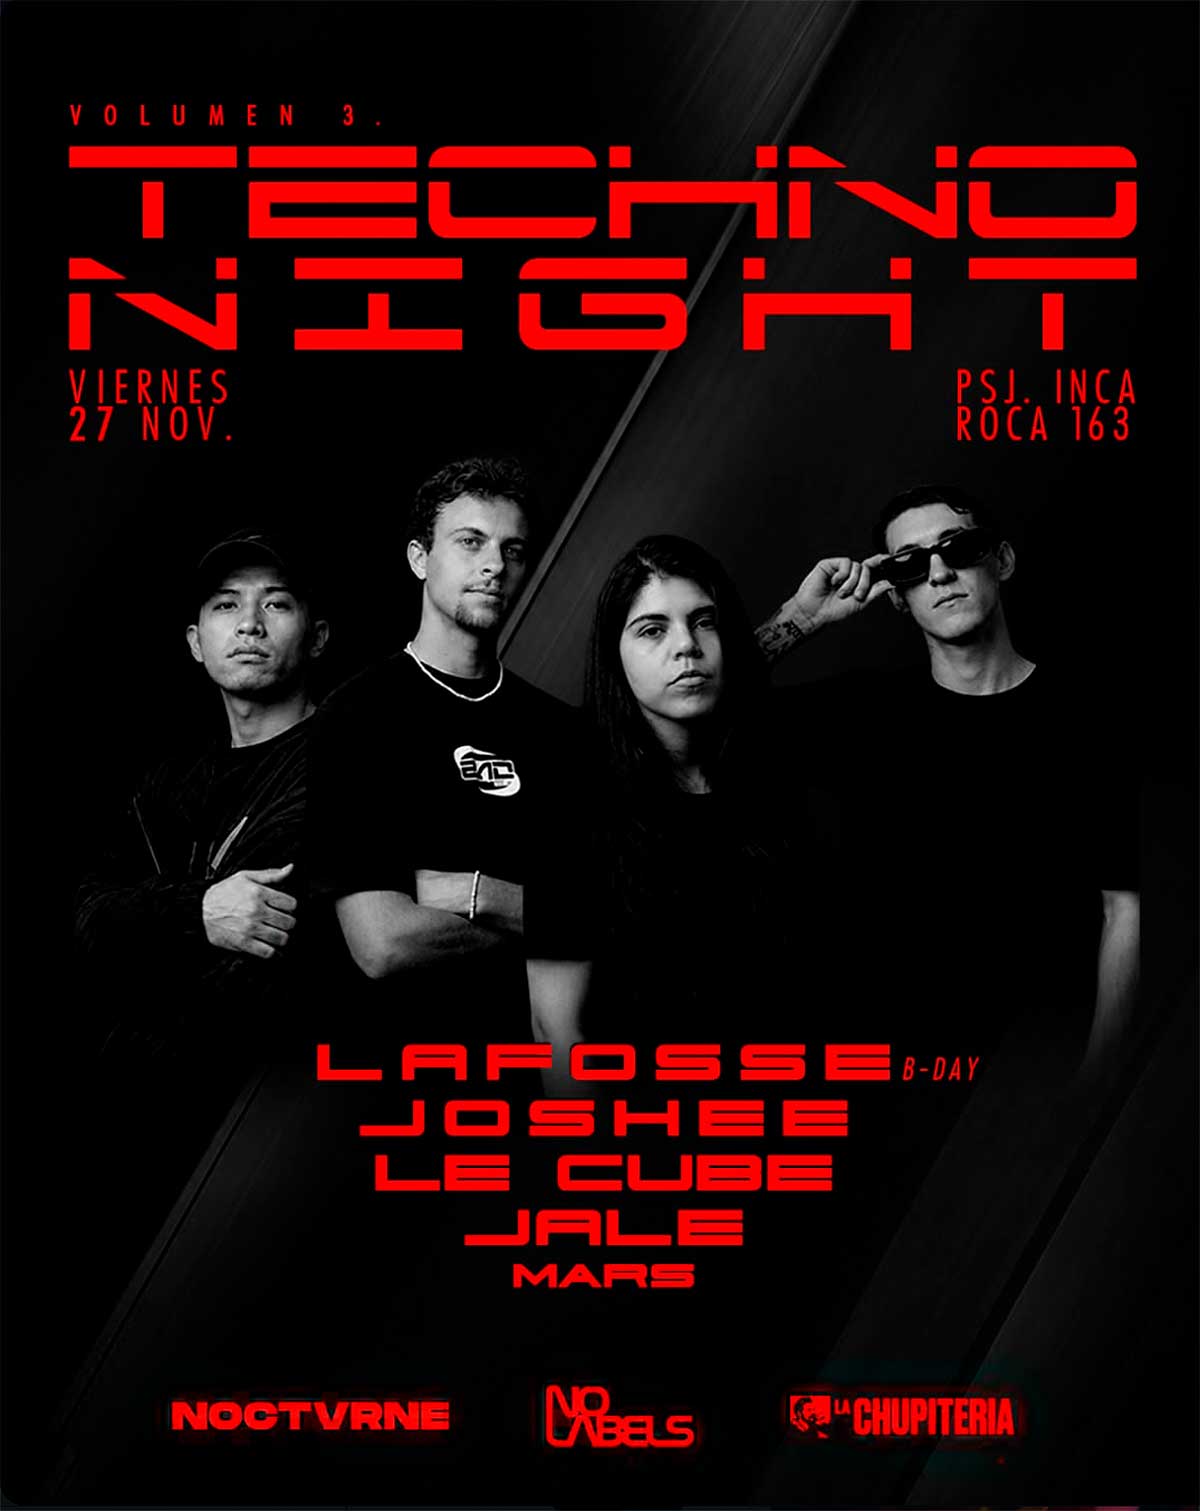 VOLUMEN 3.
TECHNO
NIGHT
VIERNES
27 NOV.
PSJ. INCA
ROCA 163
LAFOSSE B-DAY
JOSHEE
LE CUBE
JALE
MARS
NOCTVRNE
NO
LABELS
LA CHUPITERIA